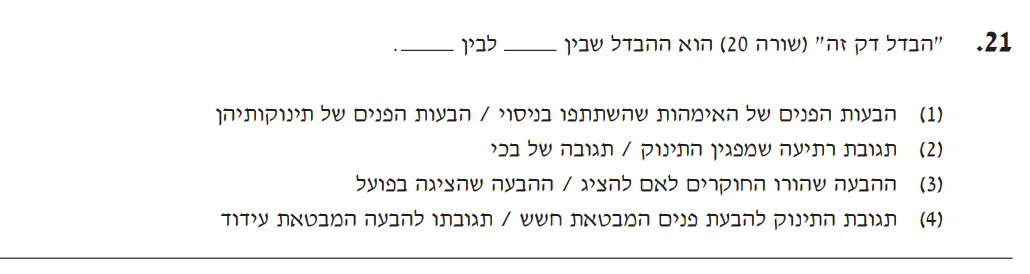 21. "הבדל דק זה" (שורה 20) הוא ההבדל שבין _____ לבין _____.
(1) הבעות הפנים של האימהות שהשתתפו בניסוי / הבעות הפנים של תינוקותיהן
(2) תגובת רתיעה שמפגין התינוק / תגובה של בכי
(3) ההבעה שהורו החוקרים לאם להציג / ההבעה שהציגה בפועל
(4) תגובת התינוק להבעת פנים המבטאת חשש / תגובתו להבעה המבטאת עידוד